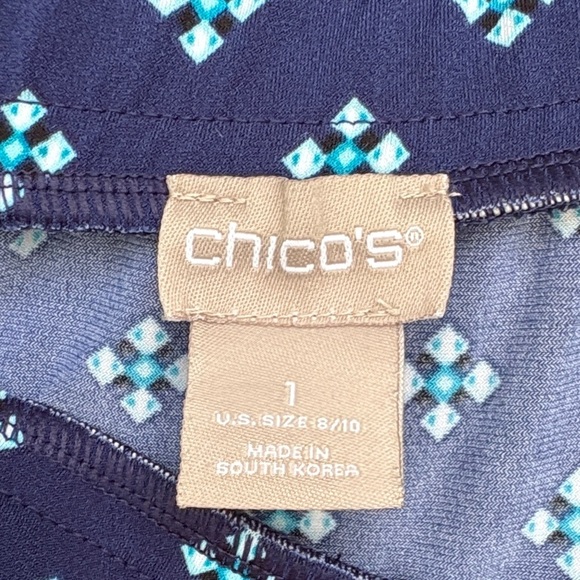 chico's®
1
U.S. SIZE 8/10
MADE IN
SOUTH KOREA